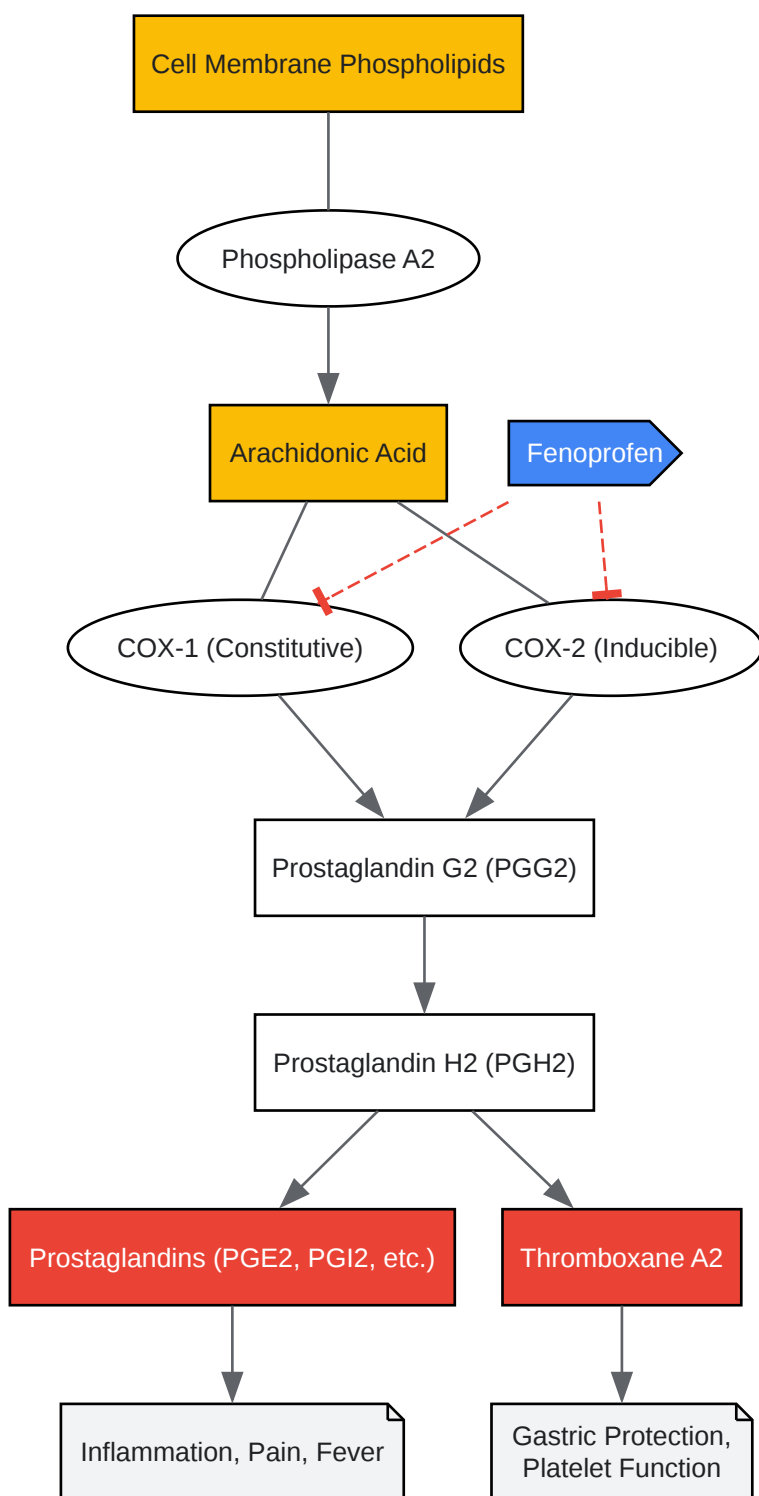 Cell Membrane Phospholipids
Phospholipase A2
Arachidonic Acid
Fenoprofen
COX-1 (Constitutive)
COX-2 (Inducible)
Prostaglandin G2 (PGG2)
Prostaglandin H2 (PGH2)
Prostaglandins (PGE2, PGI2, etc.)
Thromboxane A2
Inflammation, Pain, Fever
Gastric Protection,
Platelet Function